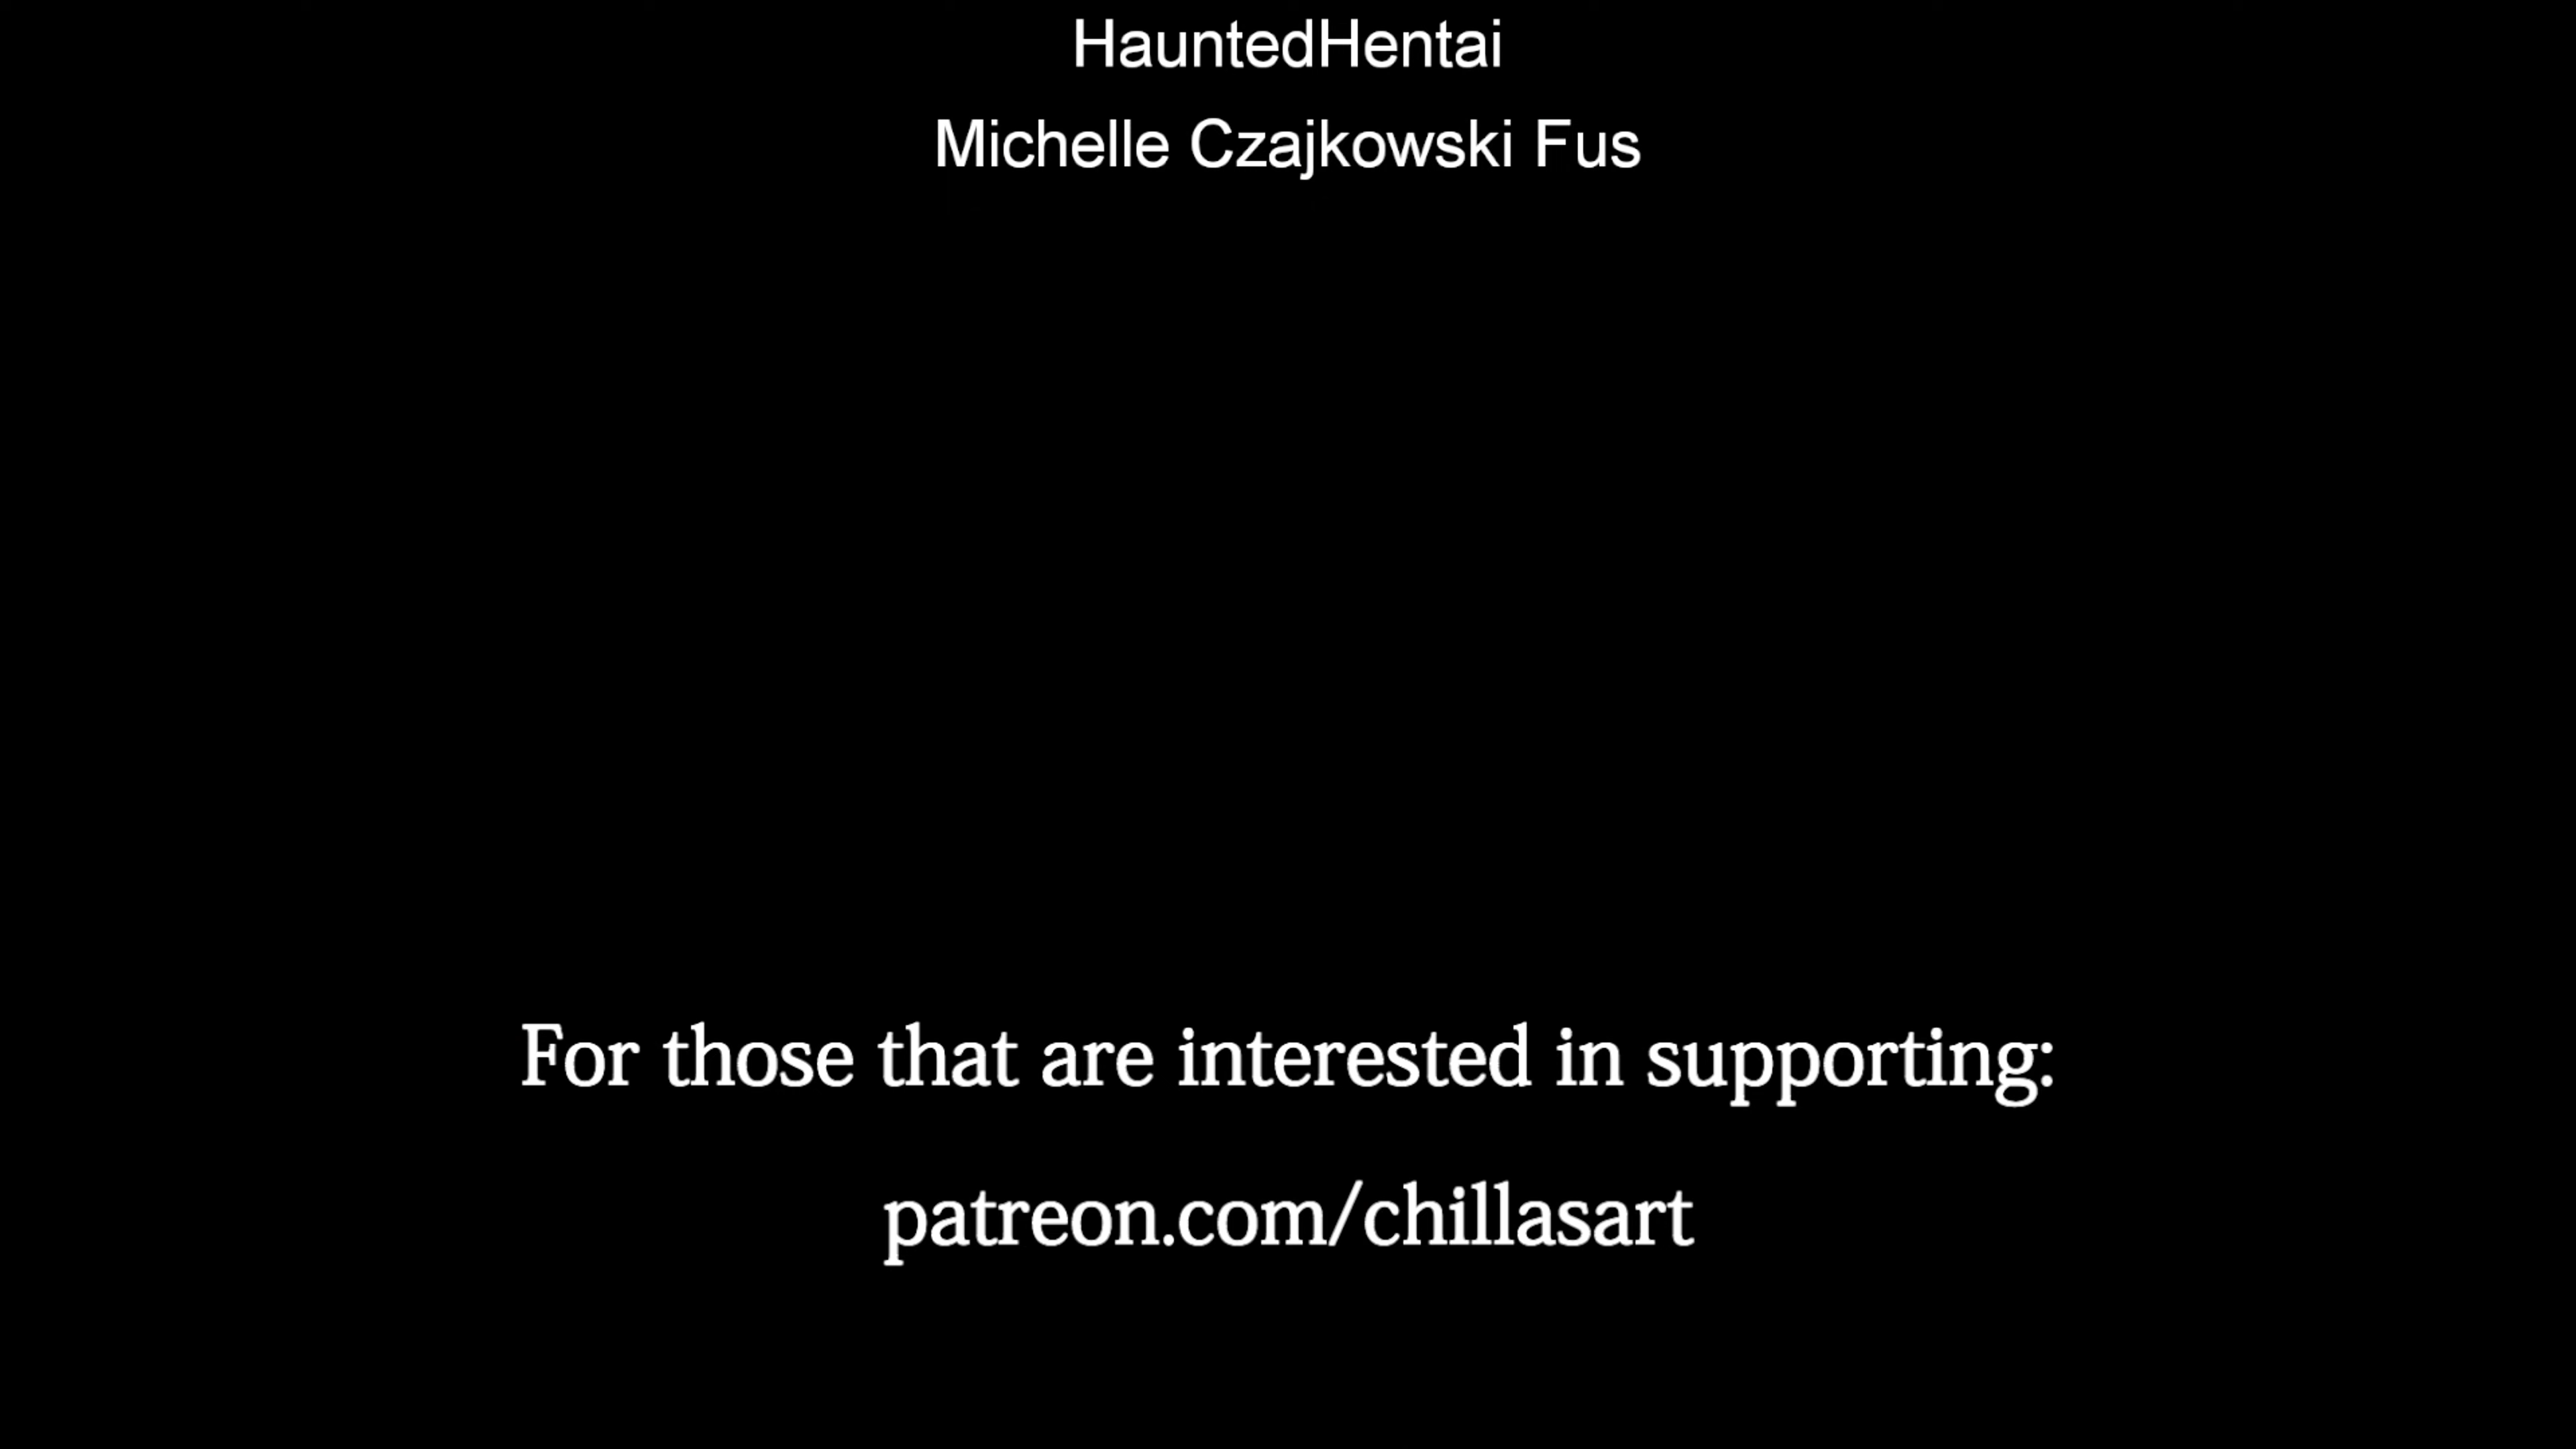 HauntedHentai
Michelle Czajkowski Fus
For those that are interested in supporting:
patreon.com/chillasart